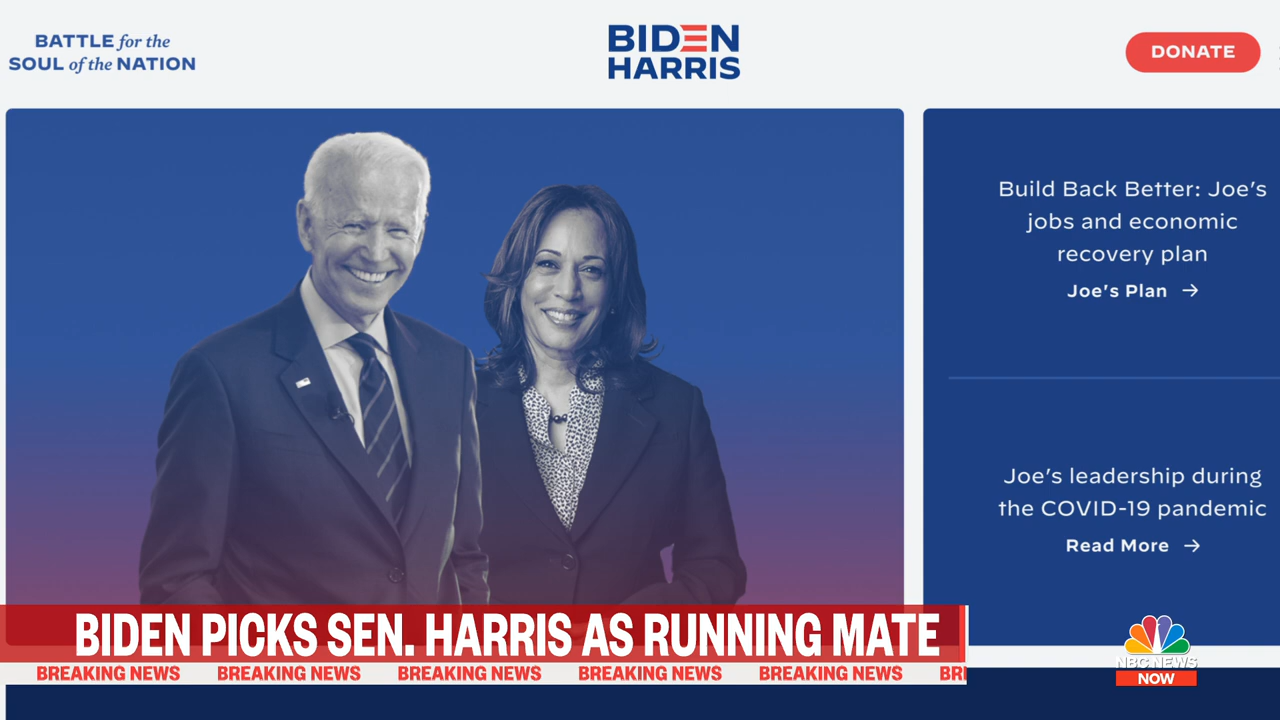 BATTLE for the
SOUL of the NATION
BIDEN
HARRIS
DONATE
Build Back Better: Joe's
jobs and economic
recovery plan
Joe's Plan →
Joe's leadership during
the COVID-19 pandemic
Read More →
BIDEN PICKS SEN. HARRIS AS RUNNING MATE
BREAKING NEWS BREAKING NEWS BREAKING NEWS BREAKING NEWS BREAKING NEWS BRE
NBC NEWS
NOW